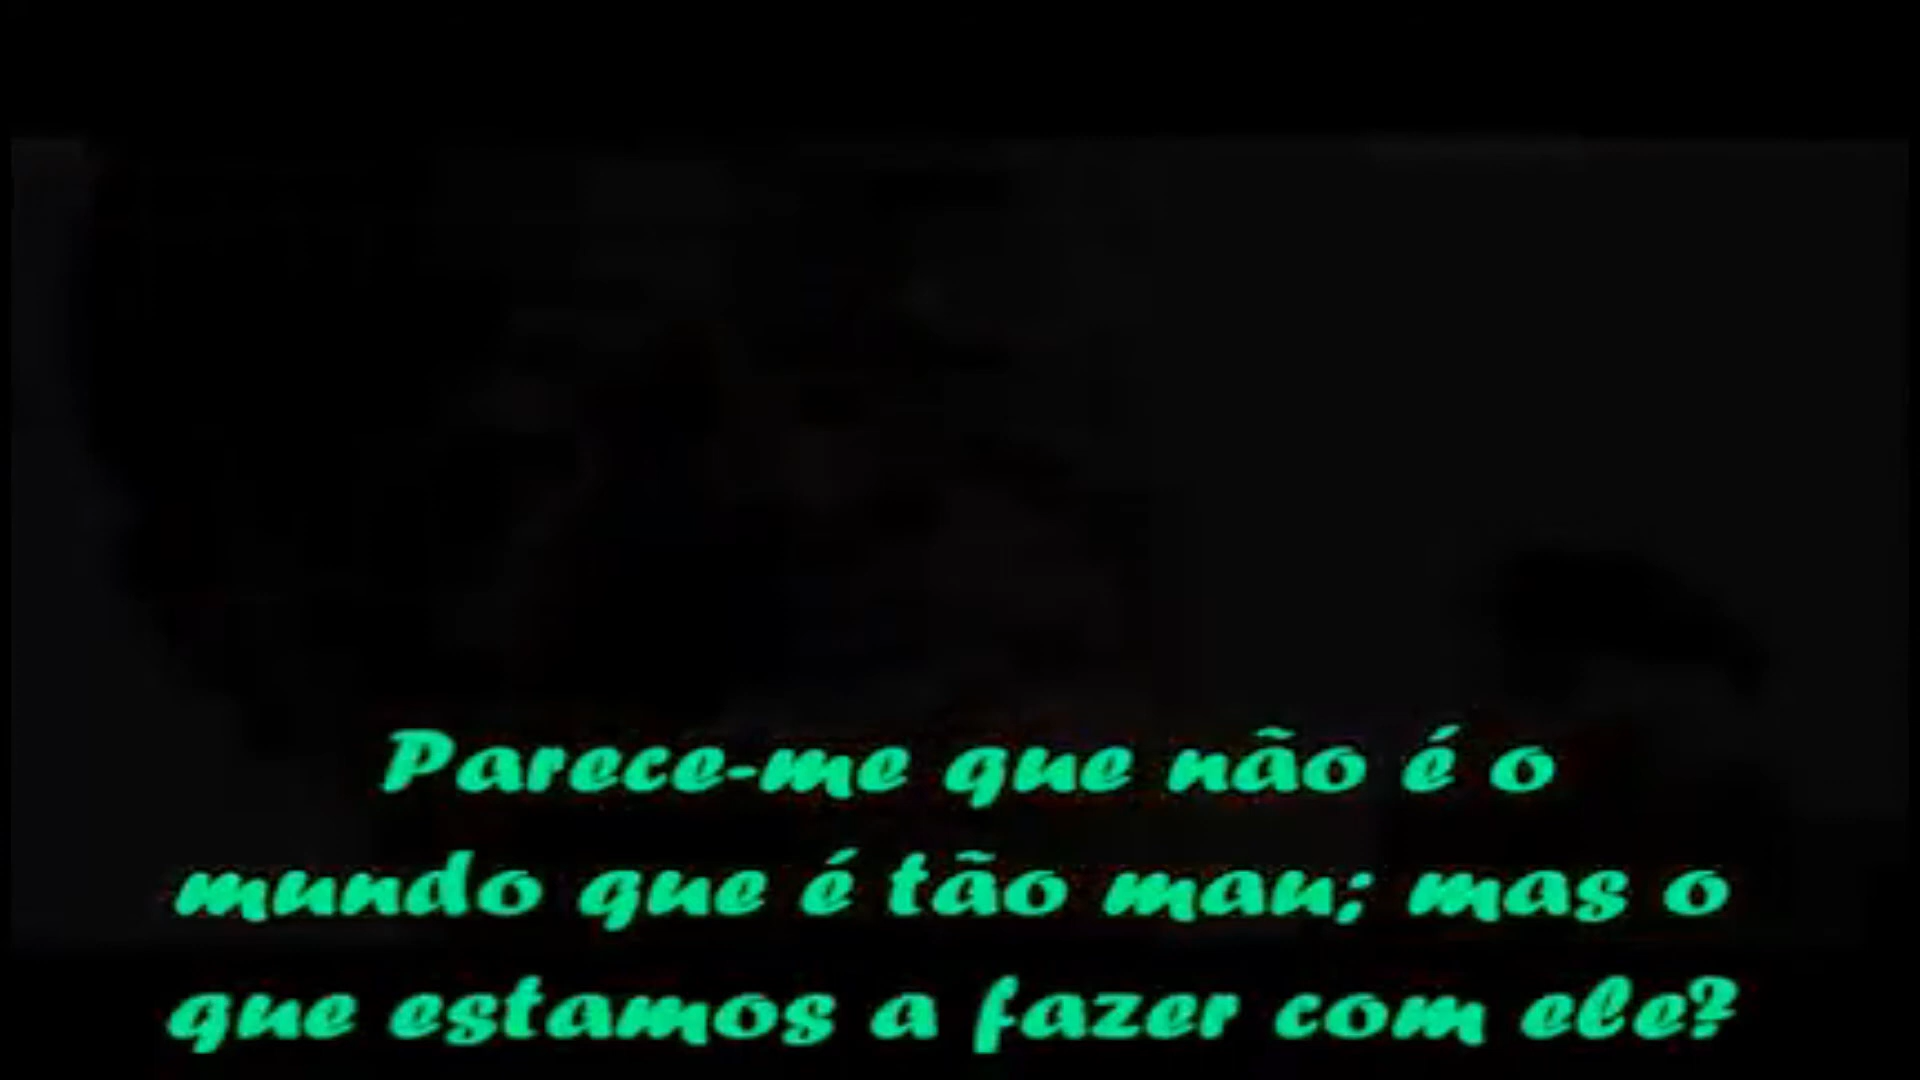 Parece-me que não é o
mundo que é tão mau; mas o
que estamos a fazer com ele?